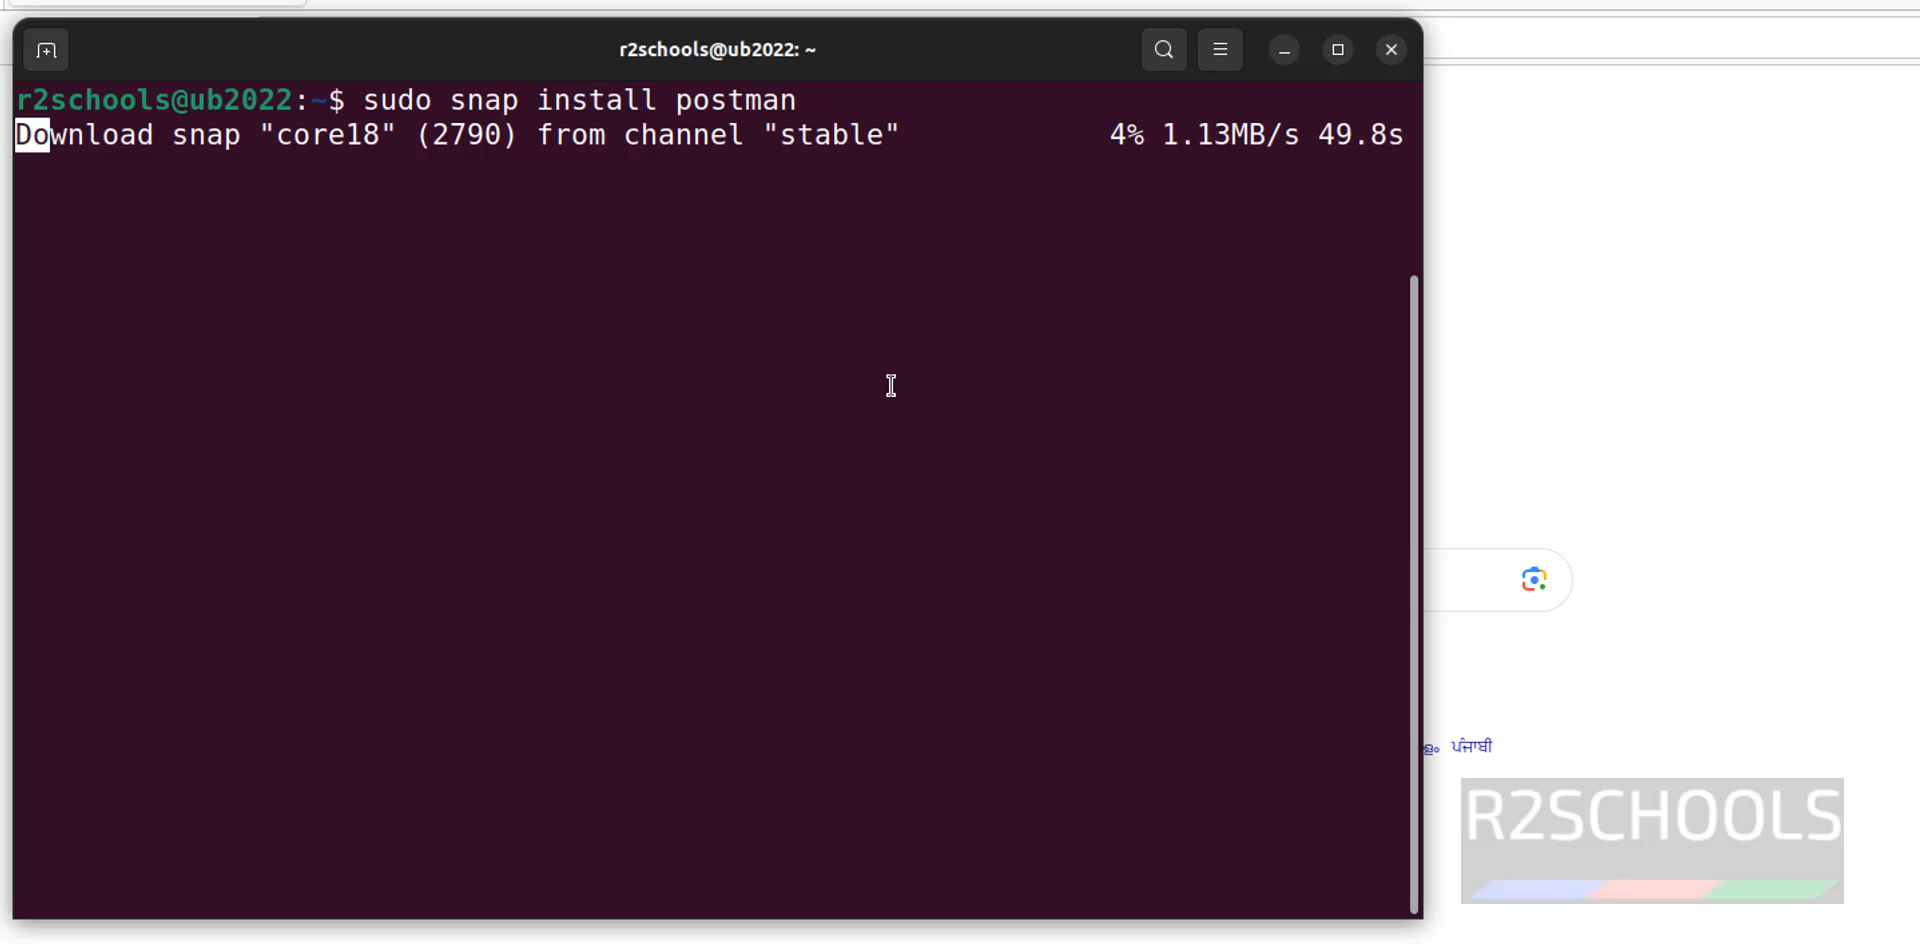 r2schools@ub2022: ~
r2schools@ub2022:~$ sudo snap install postman
Download snap "core18" (2790) from channel "stable" 4% 1.13MB/s 49.8s
ਪੰਜਾਬੀ
R2SCHOOLS